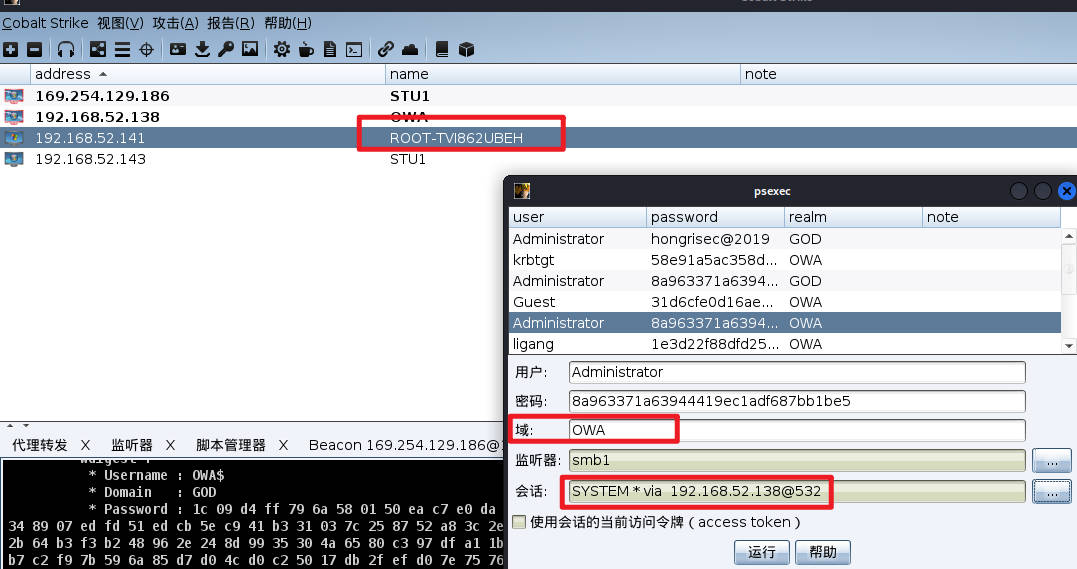 Cobalt Strike
Cobalt Strike 视图(V) 攻击(A) 报告(R) 帮助(H)
address name note
169.254.129.186 STU1
192.168.52.138 OWA
192.168.52.141 ROOT-TVI862UBEH
192.168.52.143 STU1
psexec
user password realm note
Administrator hongrisec@2019 GOD
krbtgt 58e91a5ac358d... OWA
Administrator 8a963371a6394... GOD
Guest 31d6cfe0d16ae... OWA
Administrator 8a963371a6394... OWA
ligang 1e3d22f88dfd25... OWA
用户: Administrator
密码: 8a963371a63944419ec1adf687bb1be5
域: OWA
监听器: smb1
...
会话: SYSTEM * via 192.168.52.138@532
...
使用会话的当前访问令牌 ( access token )
运行 帮助
代理转发 X 监听器 X 脚本管理器 X Beacon 169.254.129.186@
wdigest :
* Username : OWA$
* Domain : GOD
* Password : 1c 09 d4 ff 79 6a 58 01 50 ea c7 e0 da
34 89 07 ed fd 51 ed cb 5e c9 41 b3 31 03 7c 25 87 52 a8 3c 2e
2b 64 b3 f3 b2 48 96 2e 24 8d 99 35 30 4a 65 80 c3 97 df a1 1b
b7 c2 f9 7b 59 6a 85 d7 d0 4c d0 c2 50 17 db 2f ef d0 7e 75 76